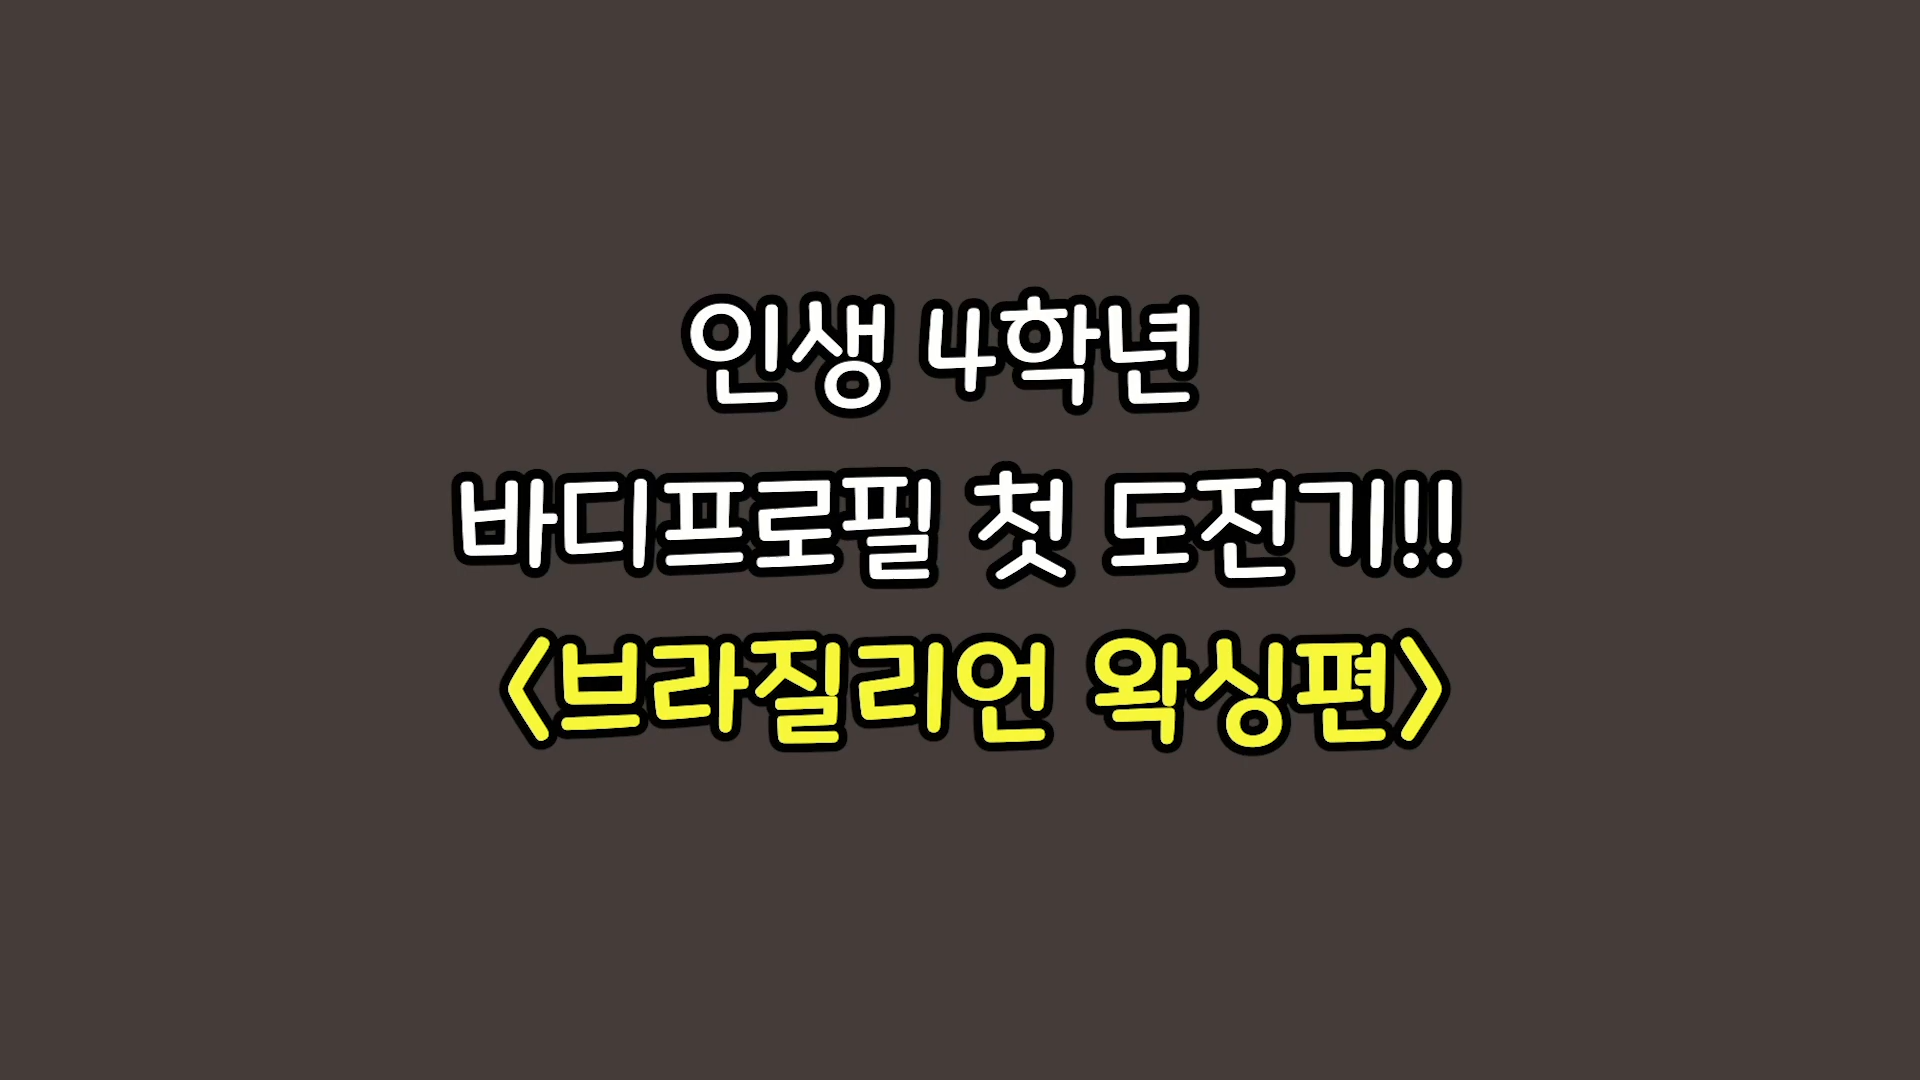 인생 4학년
바디프로필 첫 도전기!!
<브라질리언 왁싱편>